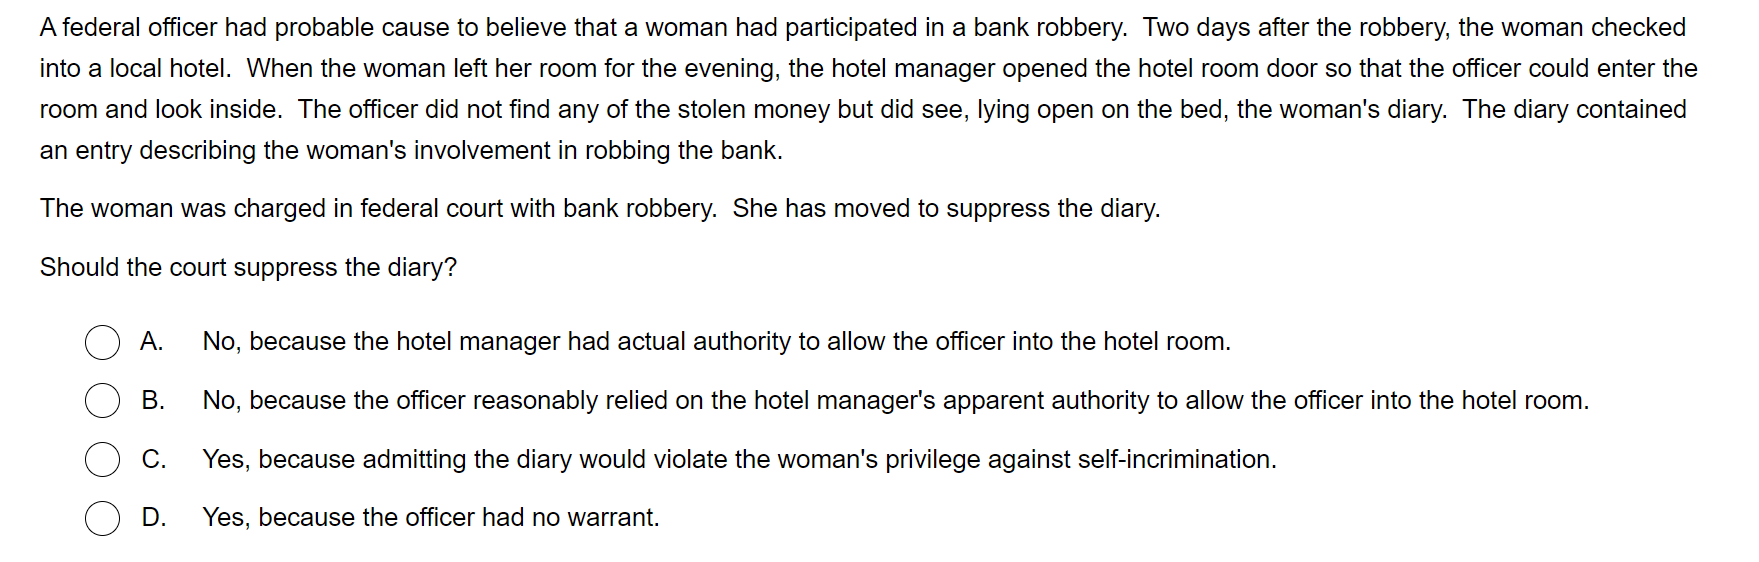 A federal officer had probable cause to believe that a woman had participated in a bank robbery.  Two days after the robbery, the woman checked
into a local hotel.  When the woman left her room for the evening, the hotel manager opened the hotel room door so that the officer could enter the
room and look inside.  The officer did not find any of the stolen money but did see, lying open on the bed, the woman's diary.  The diary contained
an entry describing the woman's involvement in robbing the bank.
The woman was charged in federal court with bank robbery.  She has moved to suppress the diary.
Should the court suppress the diary?
A. No, because the hotel manager had actual authority to allow the officer into the hotel room.
B. No, because the officer reasonably relied on the hotel manager's apparent authority to allow the officer into the hotel room.
C. Yes, because admitting the diary would violate the woman's privilege against self-incrimination.
D. Yes, because the officer had no warrant.